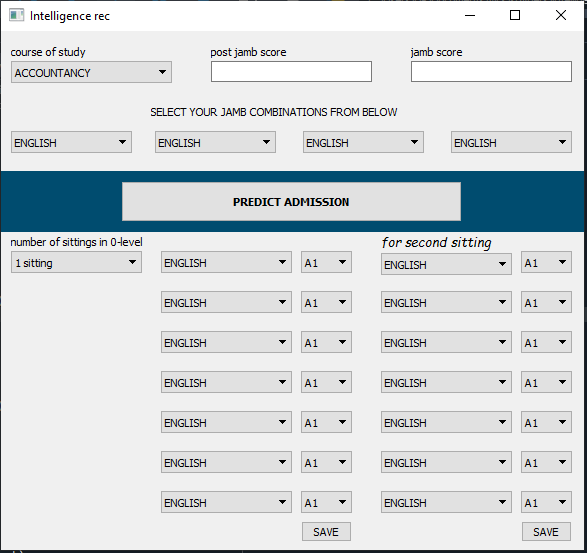 Intelligence rec
course of study post jamb score jamb score
ACCOUNTANCY
SELECT YOUR JAMB COMBINATIONS FROM BELOW
ENGLISH ENGLISH ENGLISH ENGLISH
PREDICT ADMISSION
number of sittings in 0-level for second sitting
1 sitting ENGLISH A1 ENGLISH A1
ENGLISH A1 ENGLISH A1
ENGLISH A1 ENGLISH A1
ENGLISH A1 ENGLISH A1
ENGLISH A1 ENGLISH A1
ENGLISH A1 ENGLISH A1
ENGLISH A1 ENGLISH A1
SAVE SAVE